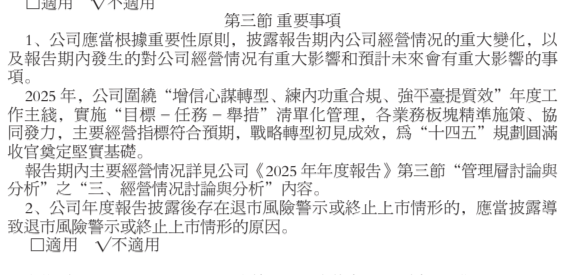 □適用　√不適用
第三節 重要事項
1、公司應當根據重要性原則，披露報告期內公司經營情况的重大變化，以
及報告期內發生的對公司經營情况有重大影響和預計未來會有重大影響的事
項。
2025 年，公司圍繞“增信心謀轉型、練內功重合規、強平臺提質效”年度工
作主綫，實施“目標－任務－舉措”清單化管理，各業務板塊精準施策、協
同發力，主要經營指標符合預期，戰略轉型初見成效，爲“十四五”規劃圓滿
收官奠定堅實基礎。
報告期內主要經營情况詳見公司《2025 年年度報告》第三節“管理層討論與
分析”之“三、經營情况討論與分析”內容。
2、公司年度報告披露後存在退市風險警示或終止上市情形的，應當披露導
致退市風險警示或終止上市情形的原因。
□適用　√不適用